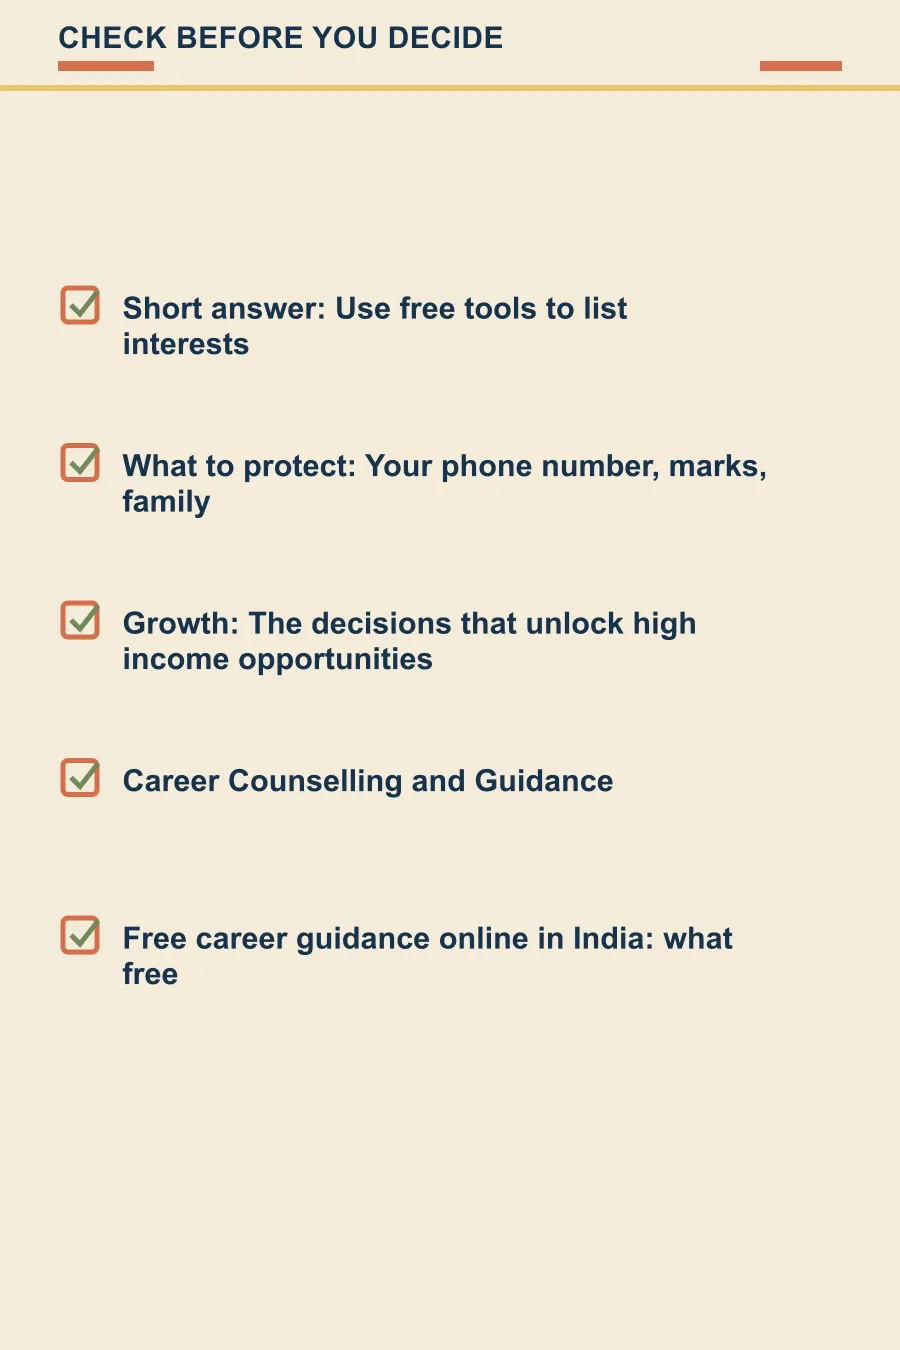 CHECK BEFORE YOU DECIDE
Short answer: Use free tools to list
interests
What to protect: Your phone number, marks,
family
Growth: The decisions that unlock high
income opportunities
Career Counselling and Guidance
Free career guidance online in India: what
free